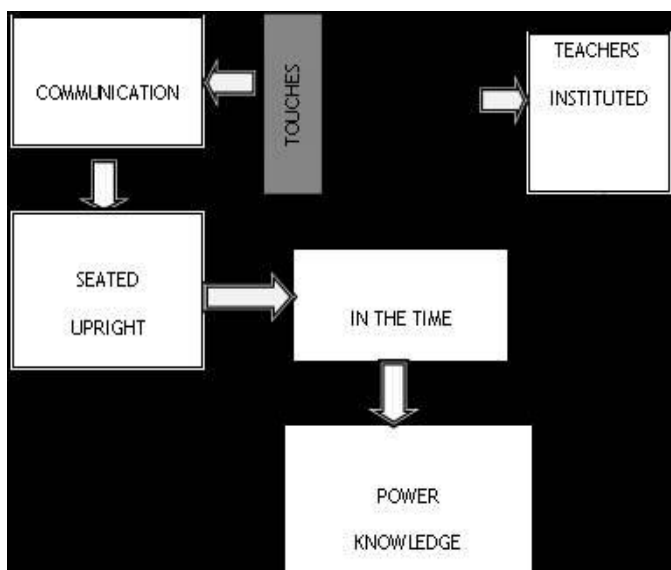 COMMUNICATION
TOUCHES
TEACHERS
INSTITUTED
SEATED
UPRIGHT
IN THE TIME
POWER
KNOWLEDGE